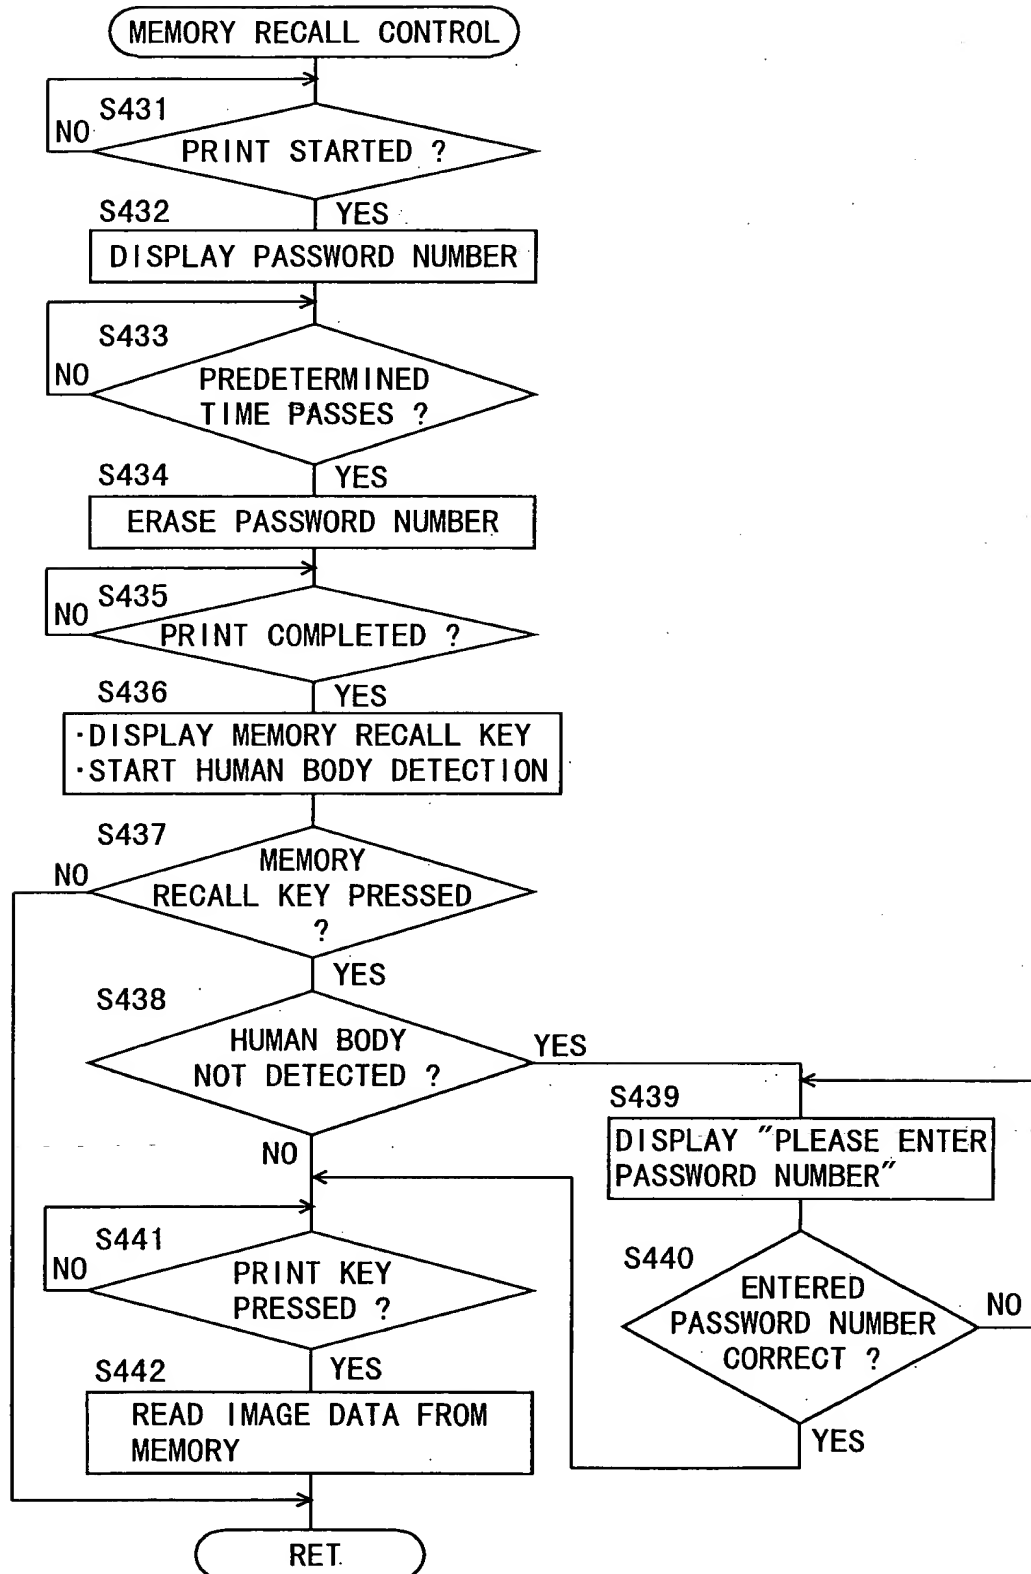 MEMORY RECALL CONTROL
S431
NO
PRINT STARTED ?
YES
S432
DISPLAY PASSWORD NUMBER
S433
NO
PREDETERMINED
TIME PASSES ?
YES
S434
ERASE PASSWORD NUMBER
S435
NO
PRINT COMPLETED ?
YES
S436
·DISPLAY MEMORY RECALL KEY
·START HUMAN BODY DETECTION
S437
NO
MEMORY
RECALL KEY PRESSED
?
YES
S438
HUMAN BODY
NOT DETECTED ?
YES
NO
S439
DISPLAY "PLEASE ENTER
PASSWORD NUMBER"
S440
ENTERED
PASSWORD NUMBER
CORRECT ?
NO
YES
S441
NO
PRINT KEY
PRESSED ?
YES
S442
READ IMAGE DATA FROM
MEMORY
RET